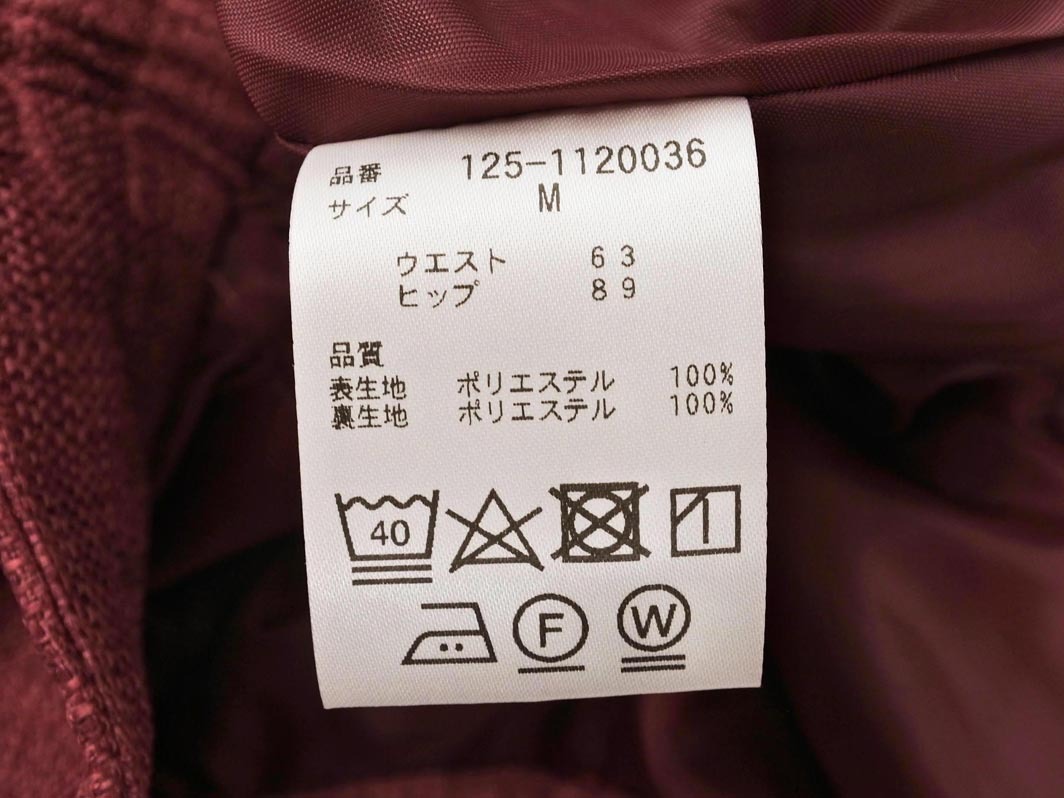 品番 125-1120036
サイズ M
ウエスト 63
ヒップ 89
品質
表生地 ポリエステル 100%
裏生地 ポリエステル 100%
40
F W